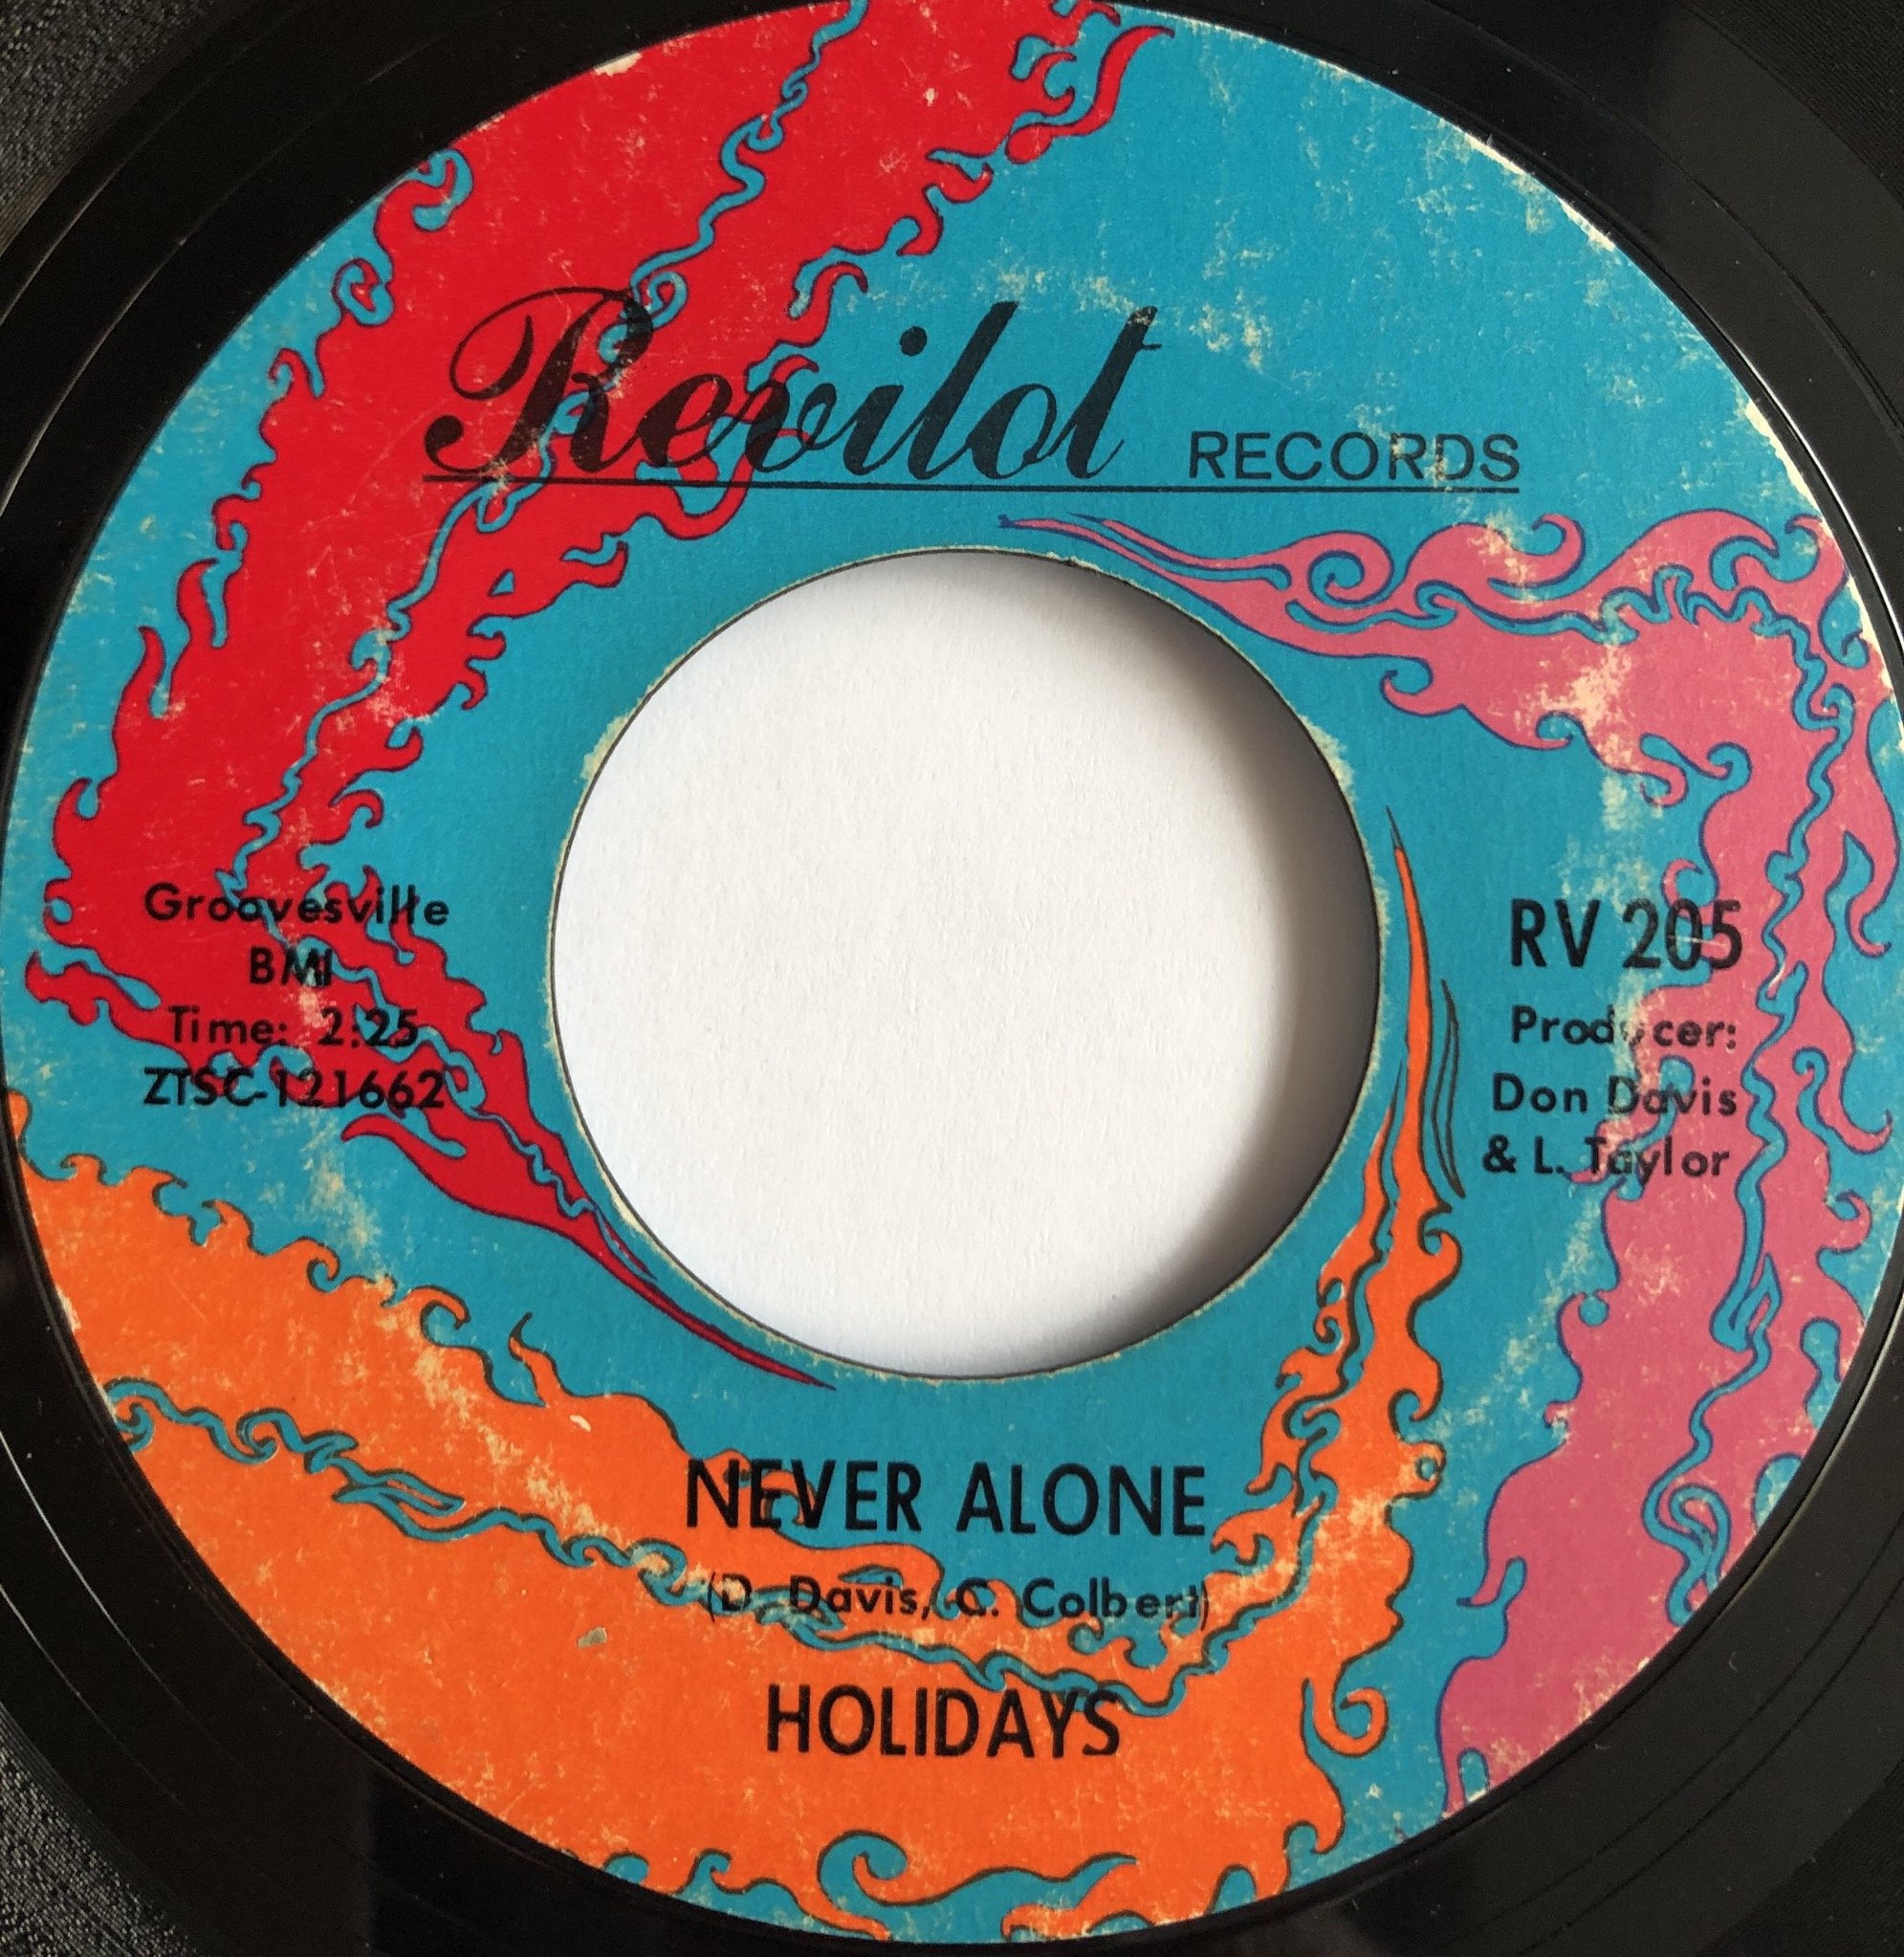 Revilot RECORDS
Groovesville
BMI
Time: 2:25
ZTSC-121662
RV 205
Producer:
Don Davis
& L. Taylor
NEVER ALONE
(D. Davis, C. Colbert)
HOLIDAYS